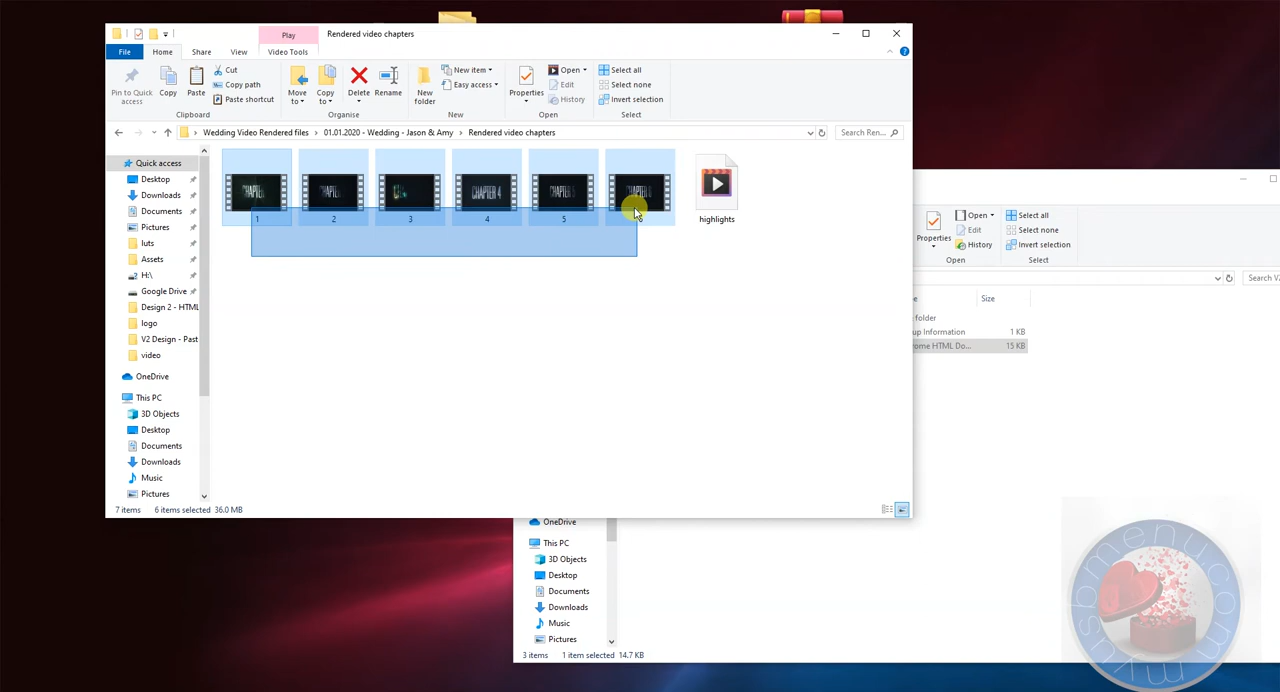 Play
Rendered video chapters
File
Home
Share
View
Video Tools
Pin to Quick
access
Copy
Paste
Cut
Copy path
Paste shortcut
Clipboard
Move
to
Copy
to
Delete
Rename
Organise
New
folder
New item
Easy access
New
Properties
Open
Edit
History
Open
Select all
Select none
Invert selection
Select
Wedding Video Rendered files
01.01.2020 - Wedding - Jason & Amy
Rendered video chapters
Search Ren...
Quick access
Desktop
Downloads
Documents
Pictures
luts
Assets
H:\
Google Drive
Design 2 - HTML
logo
V2 Design - Past
video
OneDrive
This PC
3D Objects
Desktop
Documents
Downloads
Music
Pictures
CHAPTER
CHAPTER 4
1
2
3
4
5
highlights
7 items
6 items selected 36.0 MB
Properties
Open
Edit
History
Open
Select all
Select none
Invert selection
Select
Search V2
Size
folder
up Information
1 KB
ome HTML Do...
15 KB
OneDrive
This PC
3D Objects
Desktop
Documents
Downloads
Music
Pictures
3 items
1 item selected 14.7 KB
usbmenu.com